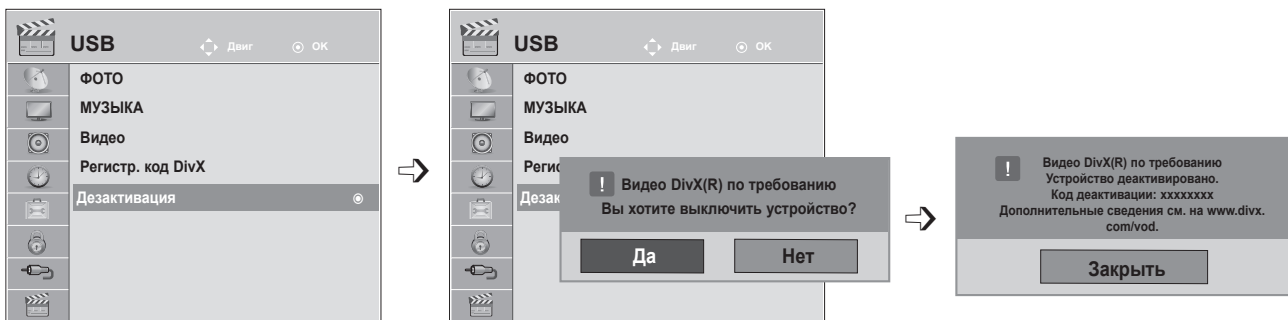 USB
Двиг
OK
ФОТО
МУЗЫКА
Видео
Регистр. код DivX
Дезактивация
USB
Двиг
OK
ФОТО
МУЗЫКА
Видео
Регис
Дезак
! Видео DivX(R) по требованию
Вы хотите выключить устройство?
Да
Нет
! Видео DivX(R) по требованию
Устройство деактивировано.
Код деактивации: xxxxxxxx
Дополнительные сведения см. на www.divx.
com/vod.
Закрыть